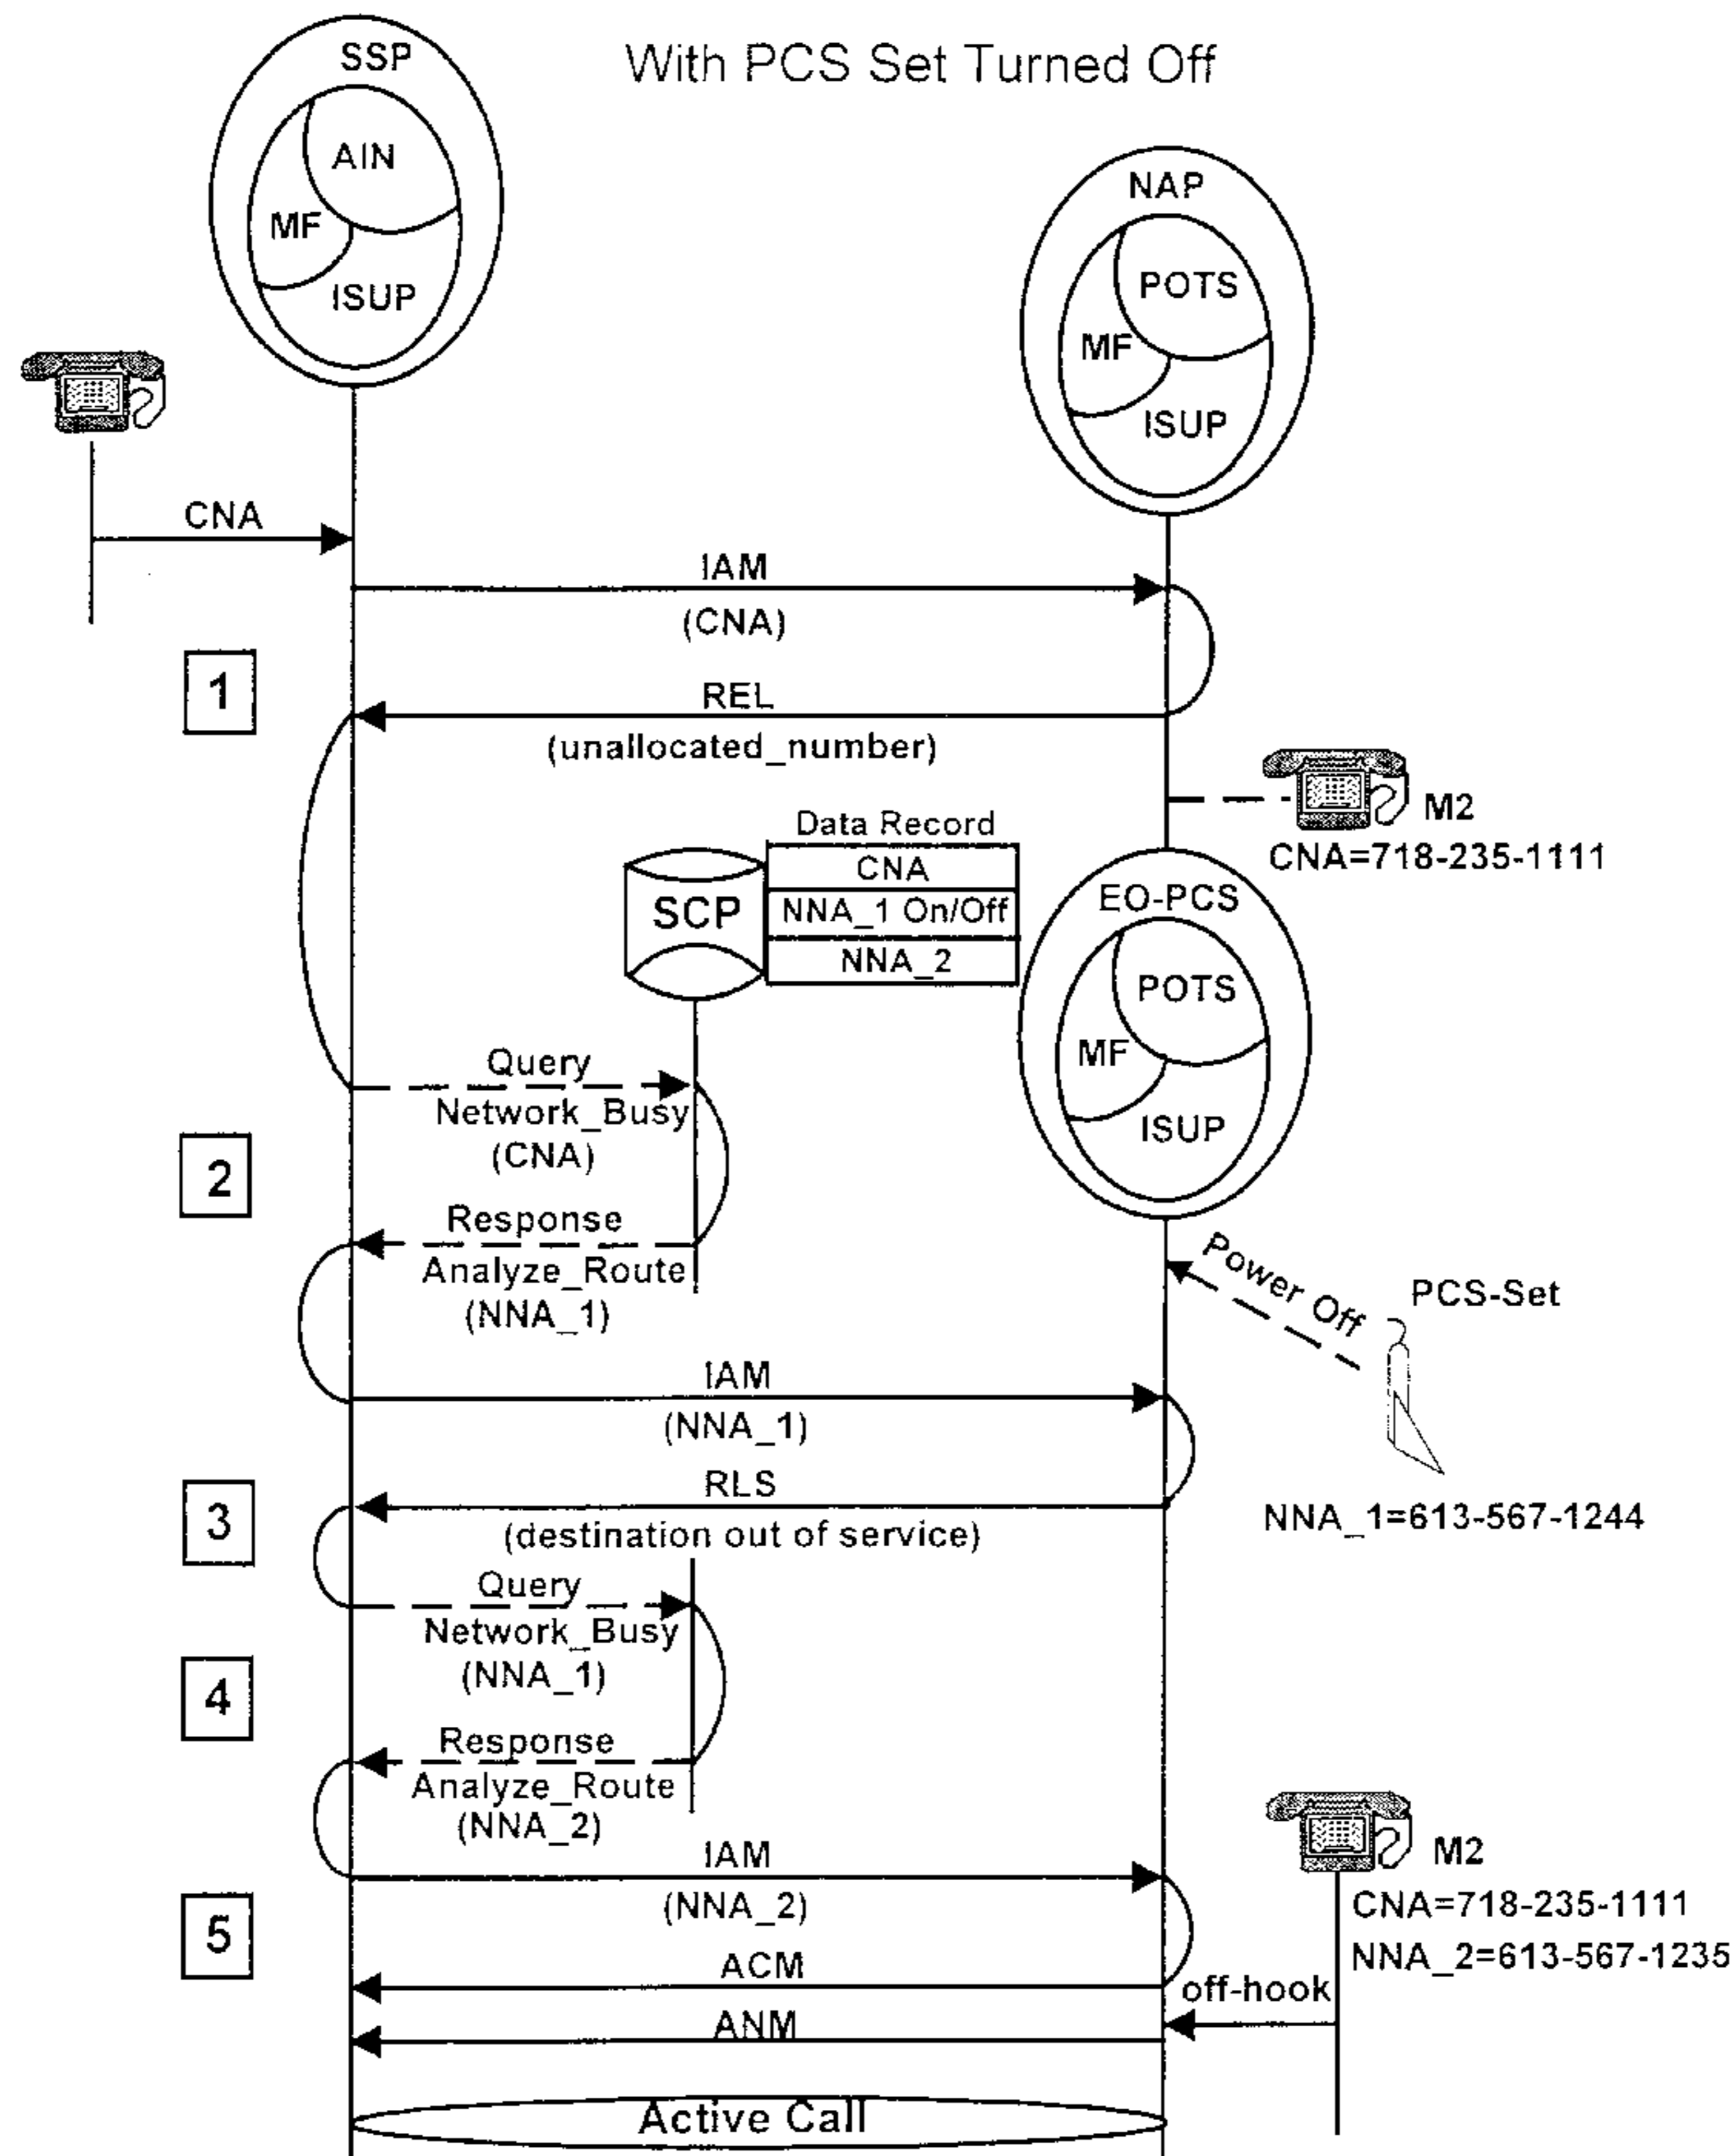 SSP
With PCS Set Turned Off
AIN
MF
ISUP
NAP
POTS
MF
ISUP
CNA
IAM
(CNA)
1
REL
(unallocated_number)
M2
CNA=718-235-1111
Data Record
CNA
SCP
NNA_1 On/Off
NNA_2
EO-PCS
POTS
MF
ISUP
Query
Network_Busy
(CNA)
2
Response
Analyze_Route
(NNA_1)
Power Off
PCS-Set
IAM
(NNA_1)
RLS
3
(destination out of service)
NNA_1=613-567-1244
Query
Network_Busy
(NNA_1)
4
Response
Analyze_Route
(NNA_2)
IAM
(NNA_2)
M2
CNA=718-235-1111
NNA_2=613-567-1235
5
ACM
off-hook
ANM
Active Call